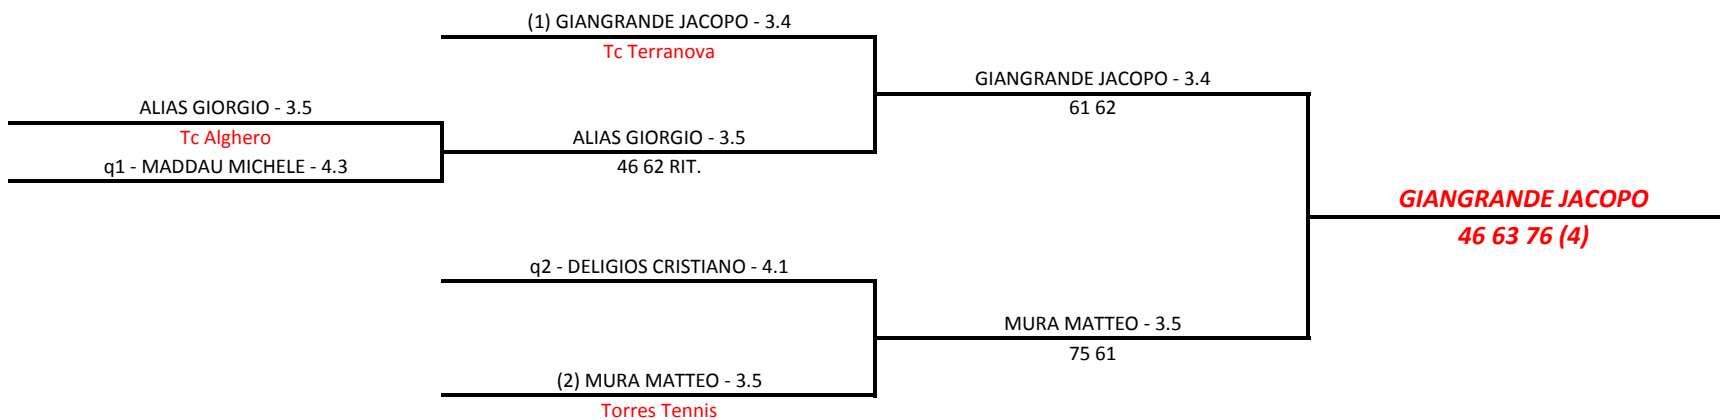 (1) GIANGRANDE JACOPO - 3.4
Tc Terranova
GIANGRANDE JACOPO - 3.4
61 62
ALIAS GIORGIO - 3.5
Tc Alghero
q1 - MADDAU MICHELE - 4.3
ALIAS GIORGIO - 3.5
46 62 RIT.
GIANGRANDE JACOPO
46 63 76 (4)
q2 - DELIGIOS CRISTIANO - 4.1
MURA MATTEO - 3.5
75 61
(2) MURA MATTEO - 3.5
Torres Tennis